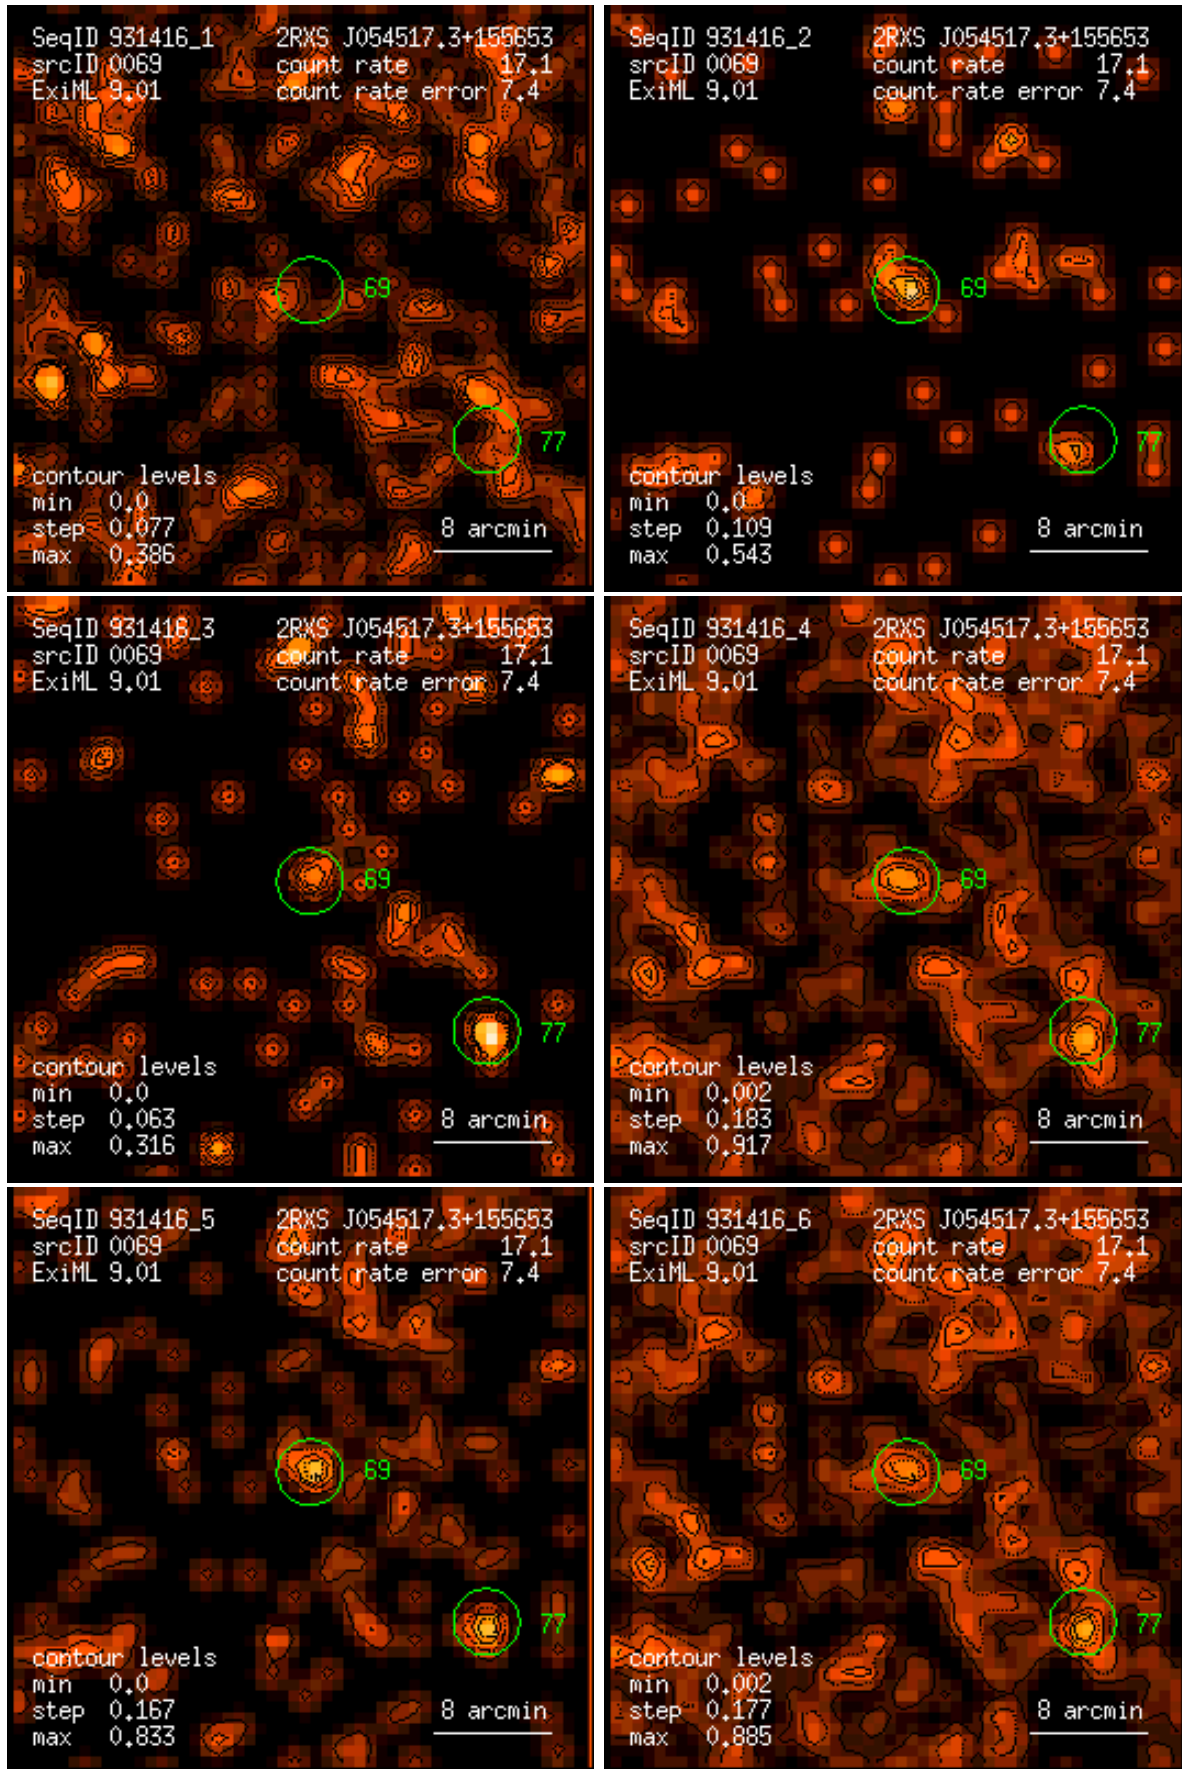 SeqID 931416_1 2RXS J054517.3+155653
srcID 0069 count rate 17.1
ExiML 9.01 count rate error 7.4
69
77
contour levels
min 0.0
step 0.077 8 arcmin
max 0.386
SeqID 931416_2 2RXS J054517.3+155653
srcID 0069 count rate 17.1
ExiML 9.01 count rate error 7.4
69
77
contour levels
min 0.0
step 0.109 8 arcmin
max 0.543
SeqID 931416_3 2RXS J054517.3+155653
srcID 0069 count rate 17.1
ExiML 9.01 count rate error 7.4
69
77
contour levels
min 0.0
step 0.063 8 arcmin
max 0.316
SeqID 931416_4 2RXS J054517.3+155653
srcID 0069 count rate 17.1
ExiML 9.01 count rate error 7.4
69
77
contour levels
min 0.002
step 0.183 8 arcmin
max 0.917
SeqID 931416_5 2RXS J054517.3+155653
srcID 0069 count rate 17.1
ExiML 9.01 count rate error 7.4
69
77
contour levels
min 0.0
step 0.167 8 arcmin
max 0.833
SeqID 931416_6 2RXS J054517.3+155653
srcID 0069 count rate 17.1
ExiML 9.01 count rate error 7.4
69
77
contour levels
min 0.002
step 0.177 8 arcmin
max 0.885